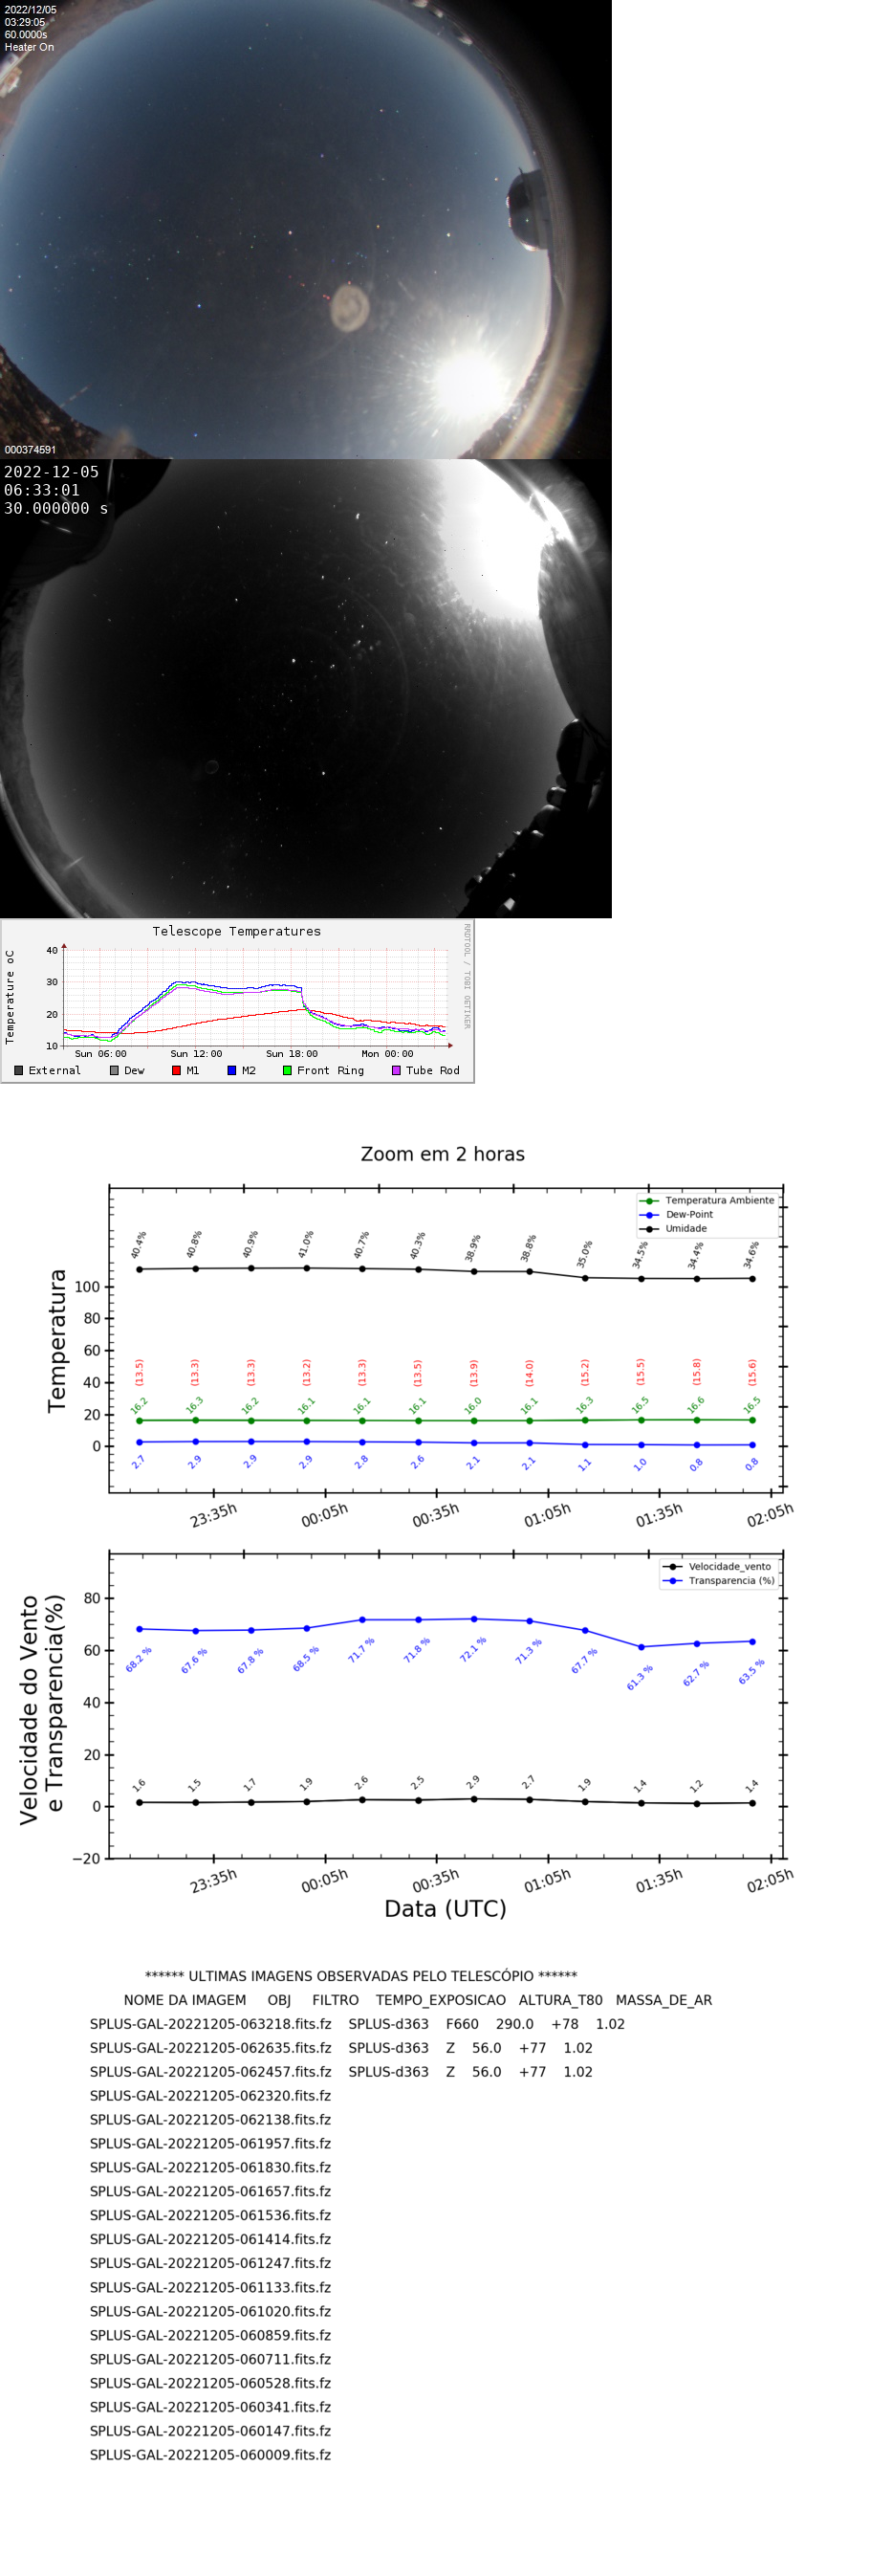 2022/12/05
03:29:05
60.0000s
Heater On
000374591
2022-12-05
06:33:01
30.000000 s
Telescope Temperatures
RRDTOOL / TOBI OETIKER
Temperature oC
40
30
20
10
Sun 06:00 Sun 12:00 Sun 18:00 Mon 00:00
External Dew M1 M2 Front Ring Tube Rod
Zoom em 2 horas
Temperatura Ambiente
Dew-Point
Umidade
40.4% 40.8% 40.9% 41.0% 40.7% 40.3% 38.9% 38.8% 35.0% 34.5% 34.4% 34.6%
Temperatura
100
80
60
40
20
0
(13.5) (13.3) (13.3) (13.2) (13.3) (13.5) (13.9) (14.0) (15.2) (15.5) (15.8) (15.6)
16.2 16.3 16.2 16.1 16.1 16.1 16.0 16.1 16.3 16.5 16.6 16.5
2.7 2.9 2.9 2.9 2.8 2.6 2.1 2.1 1.1 1.0 0.8 0.8
23:35h 00:05h 00:35h 01:05h 01:35h 02:05h
Velocidade_vento
Transparencia (%)
Velocidade do Vento
e Transparencia(%)
80
60
40
20
0
−20
68.2 % 67.6 % 67.8 % 68.5 % 71.7 % 71.8 % 72.1 % 71.3 % 67.7 % 61.3 % 62.7 % 63.5 %
1.6 1.5 1.7 1.9 2.6 2.5 2.9 2.7 1.9 1.4 1.2 1.4
23:35h 00:05h 00:35h 01:05h 01:35h 02:05h
Data (UTC)
****** ULTIMAS IMAGENS OBSERVADAS PELO TELESCÓPIO ******
NOME DA IMAGEM OBJ FILTRO TEMPO_EXPOSICAO ALTURA_T80 MASSA_DE_AR
SPLUS-GAL-20221205-063218.fits.fz SPLUS-d363 F660 290.0 +78 1.02
SPLUS-GAL-20221205-062635.fits.fz SPLUS-d363 Z 56.0 +77 1.02
SPLUS-GAL-20221205-062457.fits.fz SPLUS-d363 Z 56.0 +77 1.02
SPLUS-GAL-20221205-062320.fits.fz
SPLUS-GAL-20221205-062138.fits.fz
SPLUS-GAL-20221205-061957.fits.fz
SPLUS-GAL-20221205-061830.fits.fz
SPLUS-GAL-20221205-061657.fits.fz
SPLUS-GAL-20221205-061536.fits.fz
SPLUS-GAL-20221205-061414.fits.fz
SPLUS-GAL-20221205-061247.fits.fz
SPLUS-GAL-20221205-061133.fits.fz
SPLUS-GAL-20221205-061020.fits.fz
SPLUS-GAL-20221205-060859.fits.fz
SPLUS-GAL-20221205-060711.fits.fz
SPLUS-GAL-20221205-060528.fits.fz
SPLUS-GAL-20221205-060341.fits.fz
SPLUS-GAL-20221205-060147.fits.fz
SPLUS-GAL-20221205-060009.fits.fz